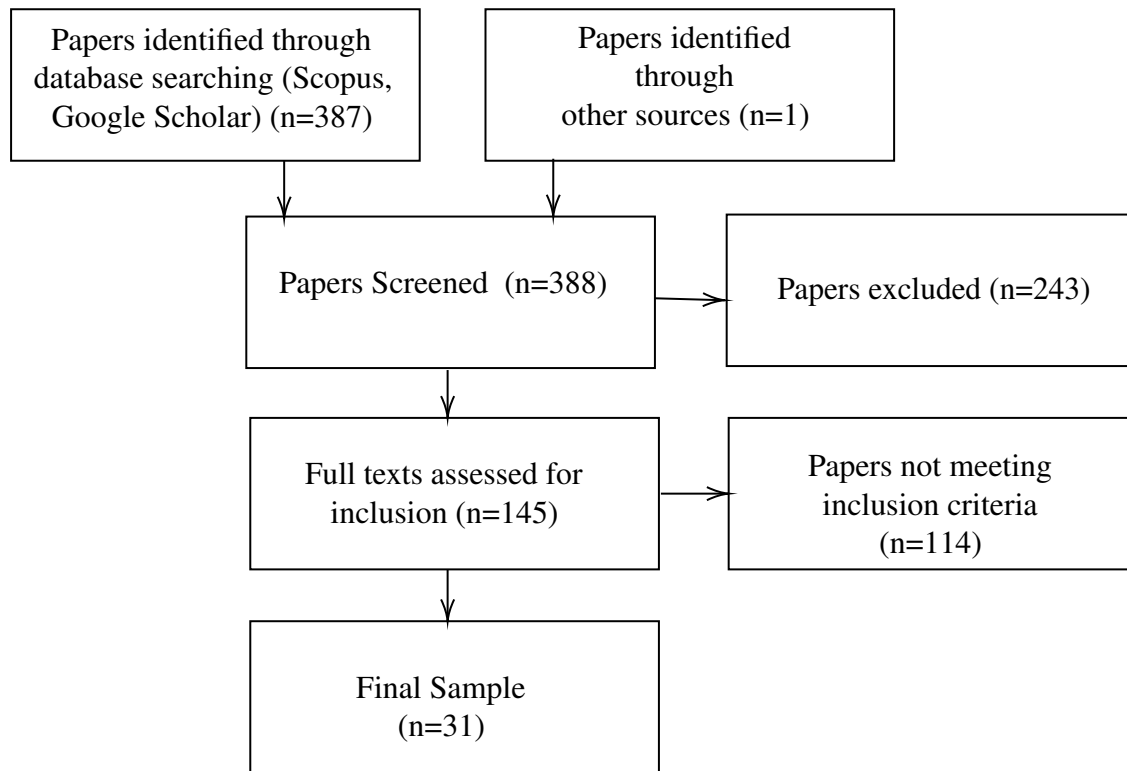 Papers identified through
database searching (Scopus,
Google Scholar) (n=387)
Papers identified
through
other sources (n=1)
Papers Screened  (n=388)
Papers excluded (n=243)
Full texts assessed for
inclusion (n=145)
Papers not meeting
inclusion criteria
(n=114)
Final Sample
(n=31)